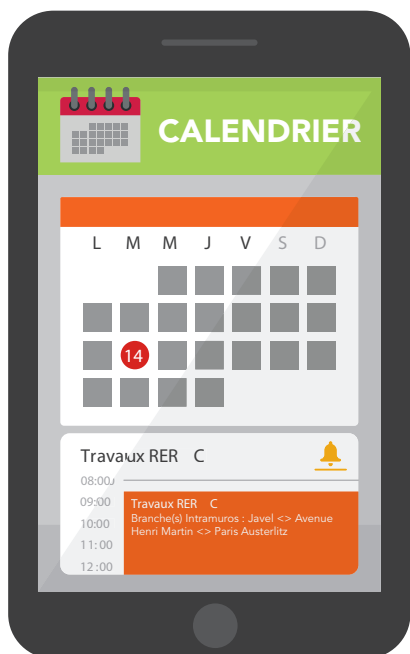 CALENDRIER
L M M J V S D
14
Travaux RER C
08:00
09:00
Travaux RER C
Branche(s) Intramuros : Javel <> Avenue
10:00
Henri Martin <> Paris Austerlitz
11:00
12:00